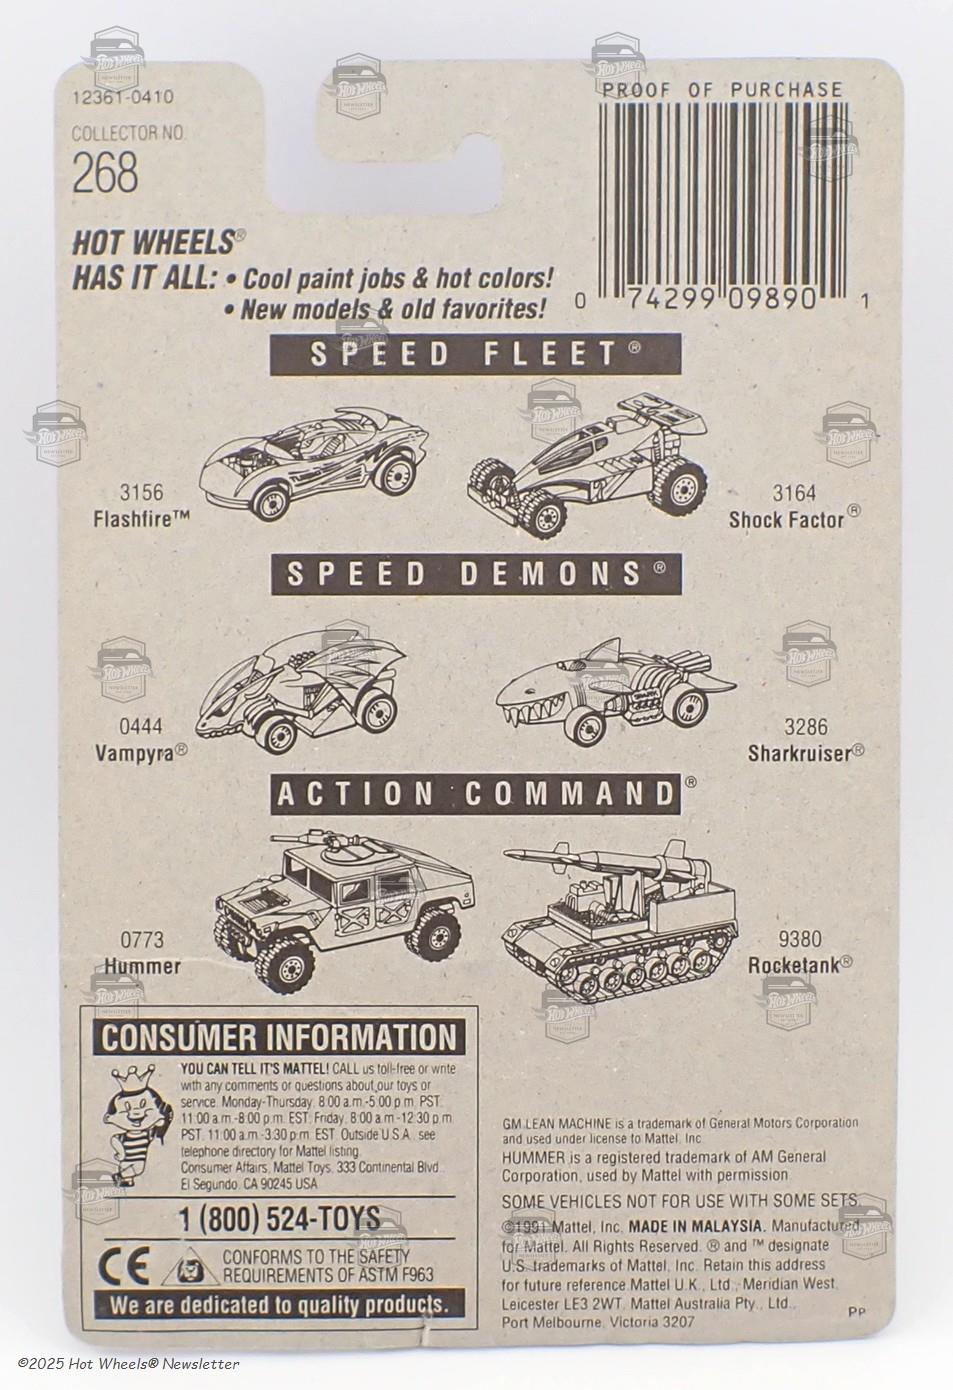 12361-0410
COLLECTOR NO.
268
PROOF OF PURCHASE
0 74299 09890 1
HOT WHEELS®
HAS IT ALL: • Cool paint jobs & hot colors!
• New models & old favorites!
SPEED FLEET®
3156
Flashfire™
3164
Shock Factor®
SPEED DEMONS®
0444
Vampyra®
3286
Sharkruiser®
ACTION COMMAND®
0773
Hummer
9380
Rocketank®
CONSUMER INFORMATION
YOU CAN TELL IT'S MATTEL! CALL us toll-free or write
with any comments or questions about our toys or
service. Monday-Thursday. 8:00 a.m.-5:00 p.m. PST.
11:00 a.m.-8:00 p.m. EST. Friday. 8:00 a.m.-12:30 p.m.
PST. 11:00 a.m.-3:30 p.m. EST. Outside U.S.A. see
telephone directory for Mattel listing.
Consumer Affairs, Mattel Toys, 333 Continental Blvd.,
El Segundo, CA 90245 USA
1 (800) 524-TOYS
CE
CONFORMS TO THE SAFETY
REQUIREMENTS OF ASTM F963
We are dedicated to quality products.
GM LEAN MACHINE is a trademark of General Motors Corporation
and used under license to Mattel, Inc.
HUMMER is a registered trademark of AM General
Corporation, used by Mattel with permission.
SOME VEHICLES NOT FOR USE WITH SOME SETS.
©1991 Mattel, Inc. MADE IN MALAYSIA. Manufactured
for Mattel. All Rights Reserved. ® and ™ designate
U.S. trademarks of Mattel, Inc. Retain this address
for future reference: Mattel U.K., Ltd., Meridian West,
Leicester LE3 2WT. Mattel Australia Pty., Ltd.,
Port Melbourne, Victoria 3207
PP
©2025 Hot Wheels® Newsletter